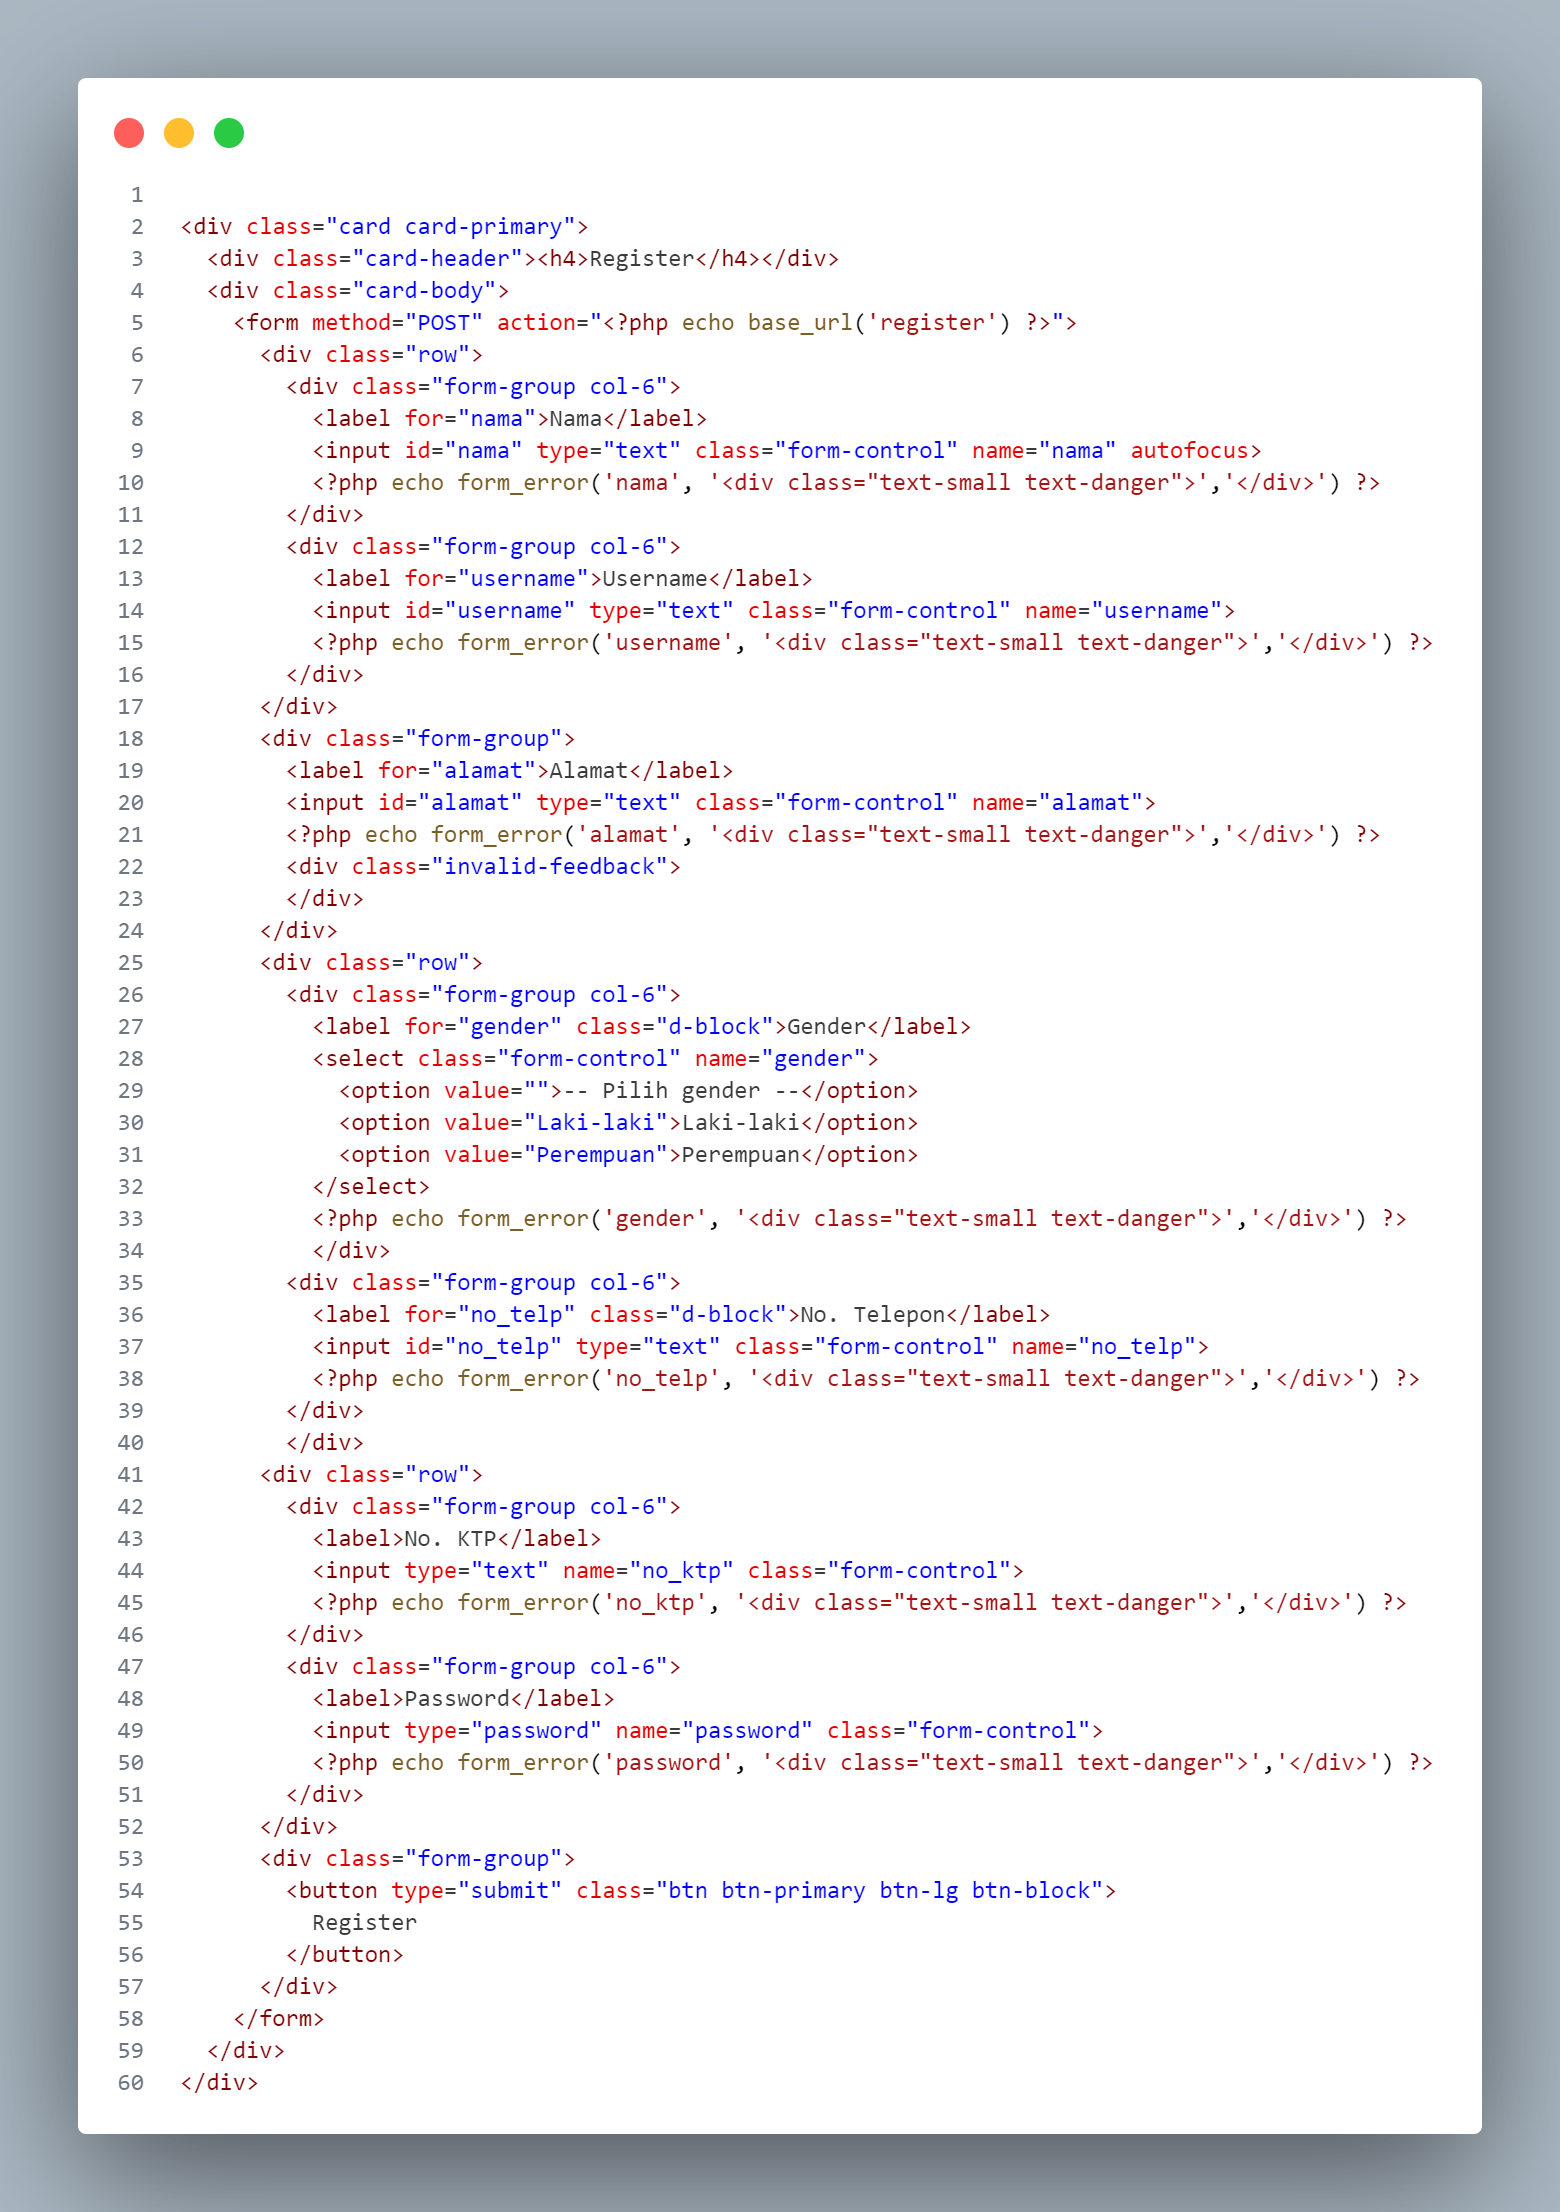 1
2 <div class="card card-primary">
3   <div class="card-header"><h4>Register</h4></div>
4   <div class="card-body">
5     <form method="POST" action="<?php echo base_url('register') ?>">
6       <div class="row">
7         <div class="form-group col-6">
8           <label for="nama">Nama</label>
9           <input id="nama" type="text" class="form-control" name="nama" autofocus>
10           <?php echo form_error('nama', '<div class="text-small text-danger">','</div>') ?>
11         </div>
12         <div class="form-group col-6">
13           <label for="username">Username</label>
14           <input id="username" type="text" class="form-control" name="username">
15           <?php echo form_error('username', '<div class="text-small text-danger">','</div>') ?>
16         </div>
17       </div>
18       <div class="form-group">
19         <label for="alamat">Alamat</label>
20         <input id="alamat" type="text" class="form-control" name="alamat">
21         <?php echo form_error('alamat', '<div class="text-small text-danger">','</div>') ?>
22         <div class="invalid-feedback">
23         </div>
24       </div>
25       <div class="row">
26         <div class="form-group col-6">
27           <label for="gender" class="d-block">Gender</label>
28           <select class="form-control" name="gender">
29             <option value="">-- Pilih gender --</option>
30             <option value="Laki-laki">Laki-laki</option>
31             <option value="Perempuan">Perempuan</option>
32           </select>
33           <?php echo form_error('gender', '<div class="text-small text-danger">','</div>') ?>
34           </div>
35         <div class="form-group col-6">
36           <label for="no_telp" class="d-block">No. Telepon</label>
37           <input id="no_telp" type="text" class="form-control" name="no_telp">
38           <?php echo form_error('no_telp', '<div class="text-small text-danger">','</div>') ?>
39         </div>
40         </div>
41       <div class="row">
42         <div class="form-group col-6">
43           <label>No. KTP</label>
44           <input type="text" name="no_ktp" class="form-control">
45           <?php echo form_error('no_ktp', '<div class="text-small text-danger">','</div>') ?>
46         </div>
47         <div class="form-group col-6">
48           <label>Password</label>
49           <input type="password" name="password" class="form-control">
50           <?php echo form_error('password', '<div class="text-small text-danger">','</div>') ?>
51         </div>
52       </div>
53       <div class="form-group">
54         <button type="submit" class="btn btn-primary btn-lg btn-block">
55           Register
56         </button>
57       </div>
58     </form>
59   </div>
60 </div>